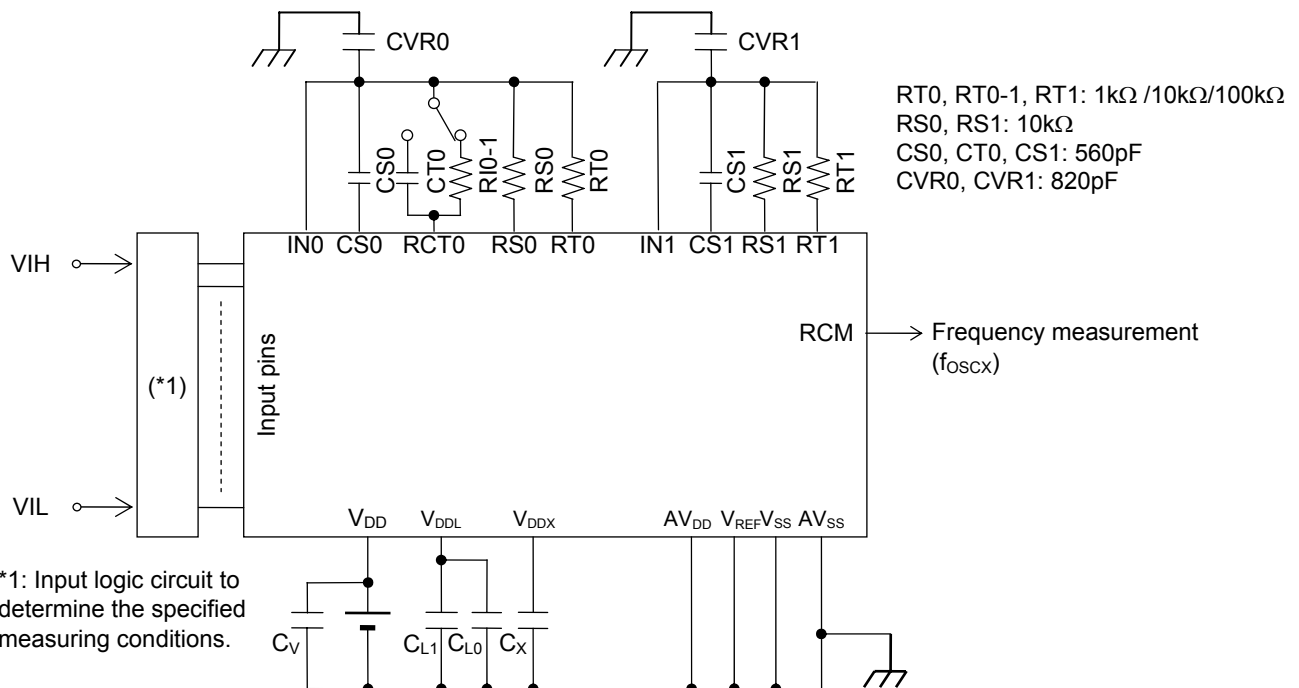 CVR0
CVR1
RT0, RT0-1, RT1: 1kΩ /10kΩ/100kΩ
RS0, RS1: 10kΩ
CS0, CT0, CS1: 560pF
CVR0, CVR1: 820pF
CS0
CT0
RI0-1
RS0
RT0
CS1
RS1
RT1
IN0 CS0 RCT0 RS0 RT0
IN1 CS1 RS1 RT1
VIH
(*1)
Input pins
RCM
Frequency measurement
(fOSCX)
VIL
VDD VDDL VDDX AVDD VREF VSS AVSS
*1: Input logic circuit to
determine the specified
measuring conditions.
CV
CL1
CL0
CX